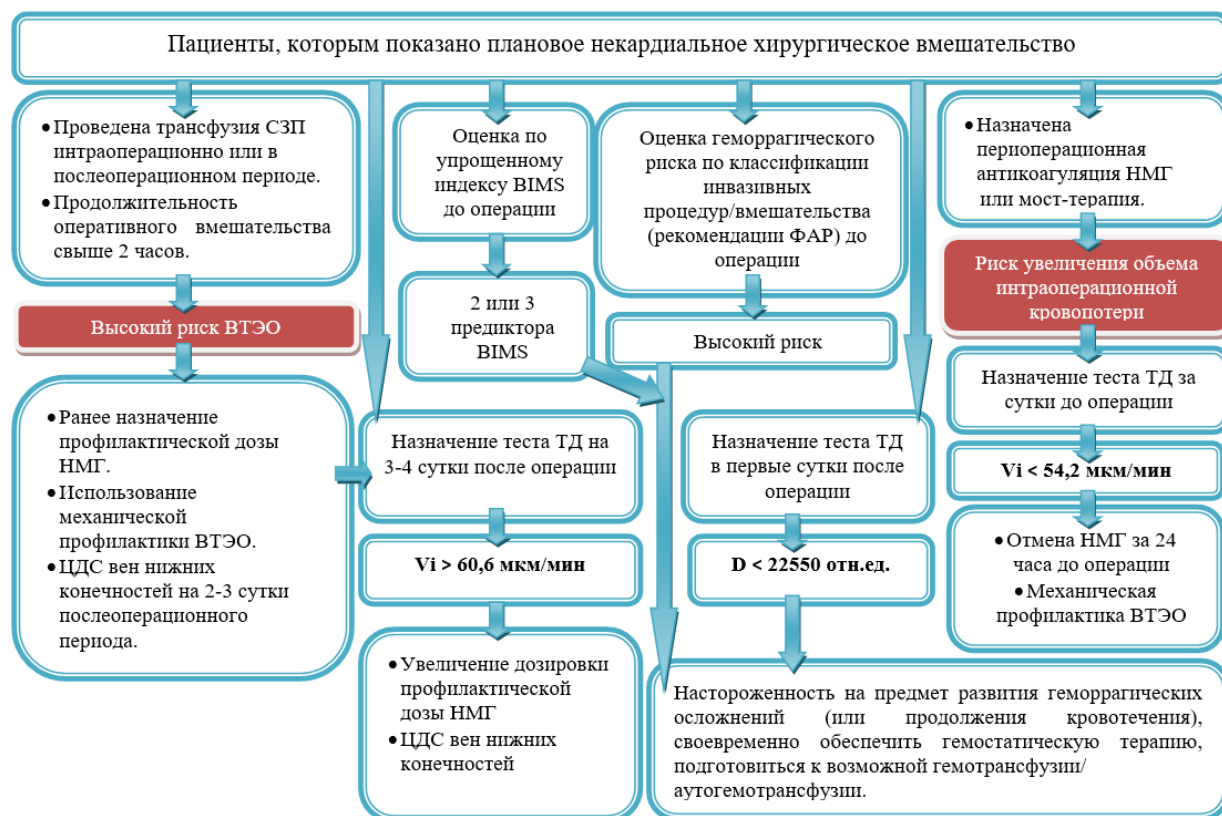 Пациенты, которым показано плановое некардиальное хирургическое вмешательство
•Проведена трансфузия СЗП
интраоперационно или в
послеоперационном периоде.
•Продолжительность
оперативного вмешательства
свыше 2 часов.
Высокий риск ВТЭО
•Ранее назначение
профилактической дозы
НМГ.
•Использование
механической
профилактики ВТЭО.
•ЦДС вен нижних
конечностей на 2-3 сутки
послеоперационного
периода.
Оценка по
упрощенному
индексу BIMS
до операции
2 или 3
предиктора
BIMS
Назначение теста ТД на
3-4 сутки после операции
Vi > 60,6 мкм/мин
•Увеличение дозировки
профилактической
дозы НМГ
•ЦДС вен нижних
конечностей
Оценка геморрагического
риска по классификации
инвазивных
процедур/вмешательства
(рекомендации ФАР) до
операции
Высокий риск
Назначение теста ТД
в первые сутки после
операции
D < 22550 отн.ед.
Настороженность на предмет развития геморрагических
осложнений (или продолжения кровотечения),
своевременно обеспечить гемостатическую терапию,
подготовиться к возможной гемотрансфузии/
аутогемотрансфузии.
•Назначена
периоперационная
антикоагуляция НМГ
или мост-терапия.
Риск увеличения объема
интраоперационной
кровопотери
Назначение теста ТД за
сутки до операции
Vi < 54,2 мкм/мин
•Отмена НМГ за 24
часа до операции
•Механическая
профилактика ВТЭО